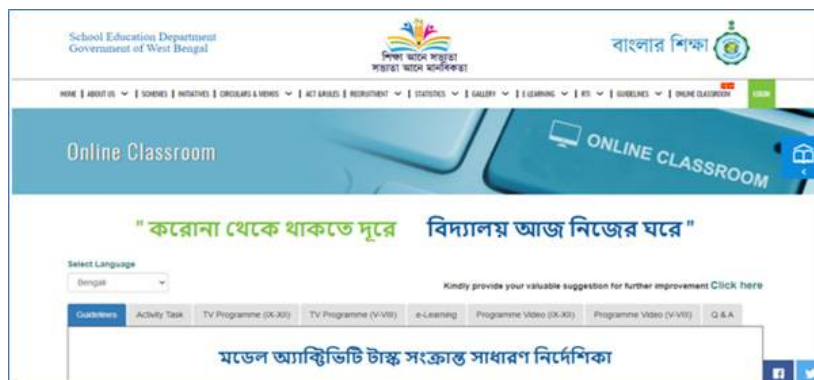 School Education Department
Government of West Bengal
শিক্ষা আনে সভ্যতা
সভ্যতা আনে মানবিকতা
বাংলার শিক্ষা
HOME | ABOUT US | SCHEMES | INITIATIVES | CIRCULARS & MEMOS | ACT &RULES | RECRUITMENT | STATISTICS | GALLERY | E LEARNING | RTI | GUIDELINES | ONLINE CLASSROOM LOGIN
Online Classroom
ONLINE CLASSROOM
" করোনা থেকে থাকতে দূরে বিদ্যালয় আজ নিজের ঘরে "
Select Language
Bengali
Kindly provide your valuable suggestion for further improvement Click here
Guidelines Activity Task TV Programme (IX-XII) TV Programme (V-VIII) e-Learning Programme Video (IX-XII) Programme Video (V-VIII) Q & A
মডেল অ্যাক্টিভিটি টাস্ক সংক্রান্ত সাধারণ নির্দেশিকা